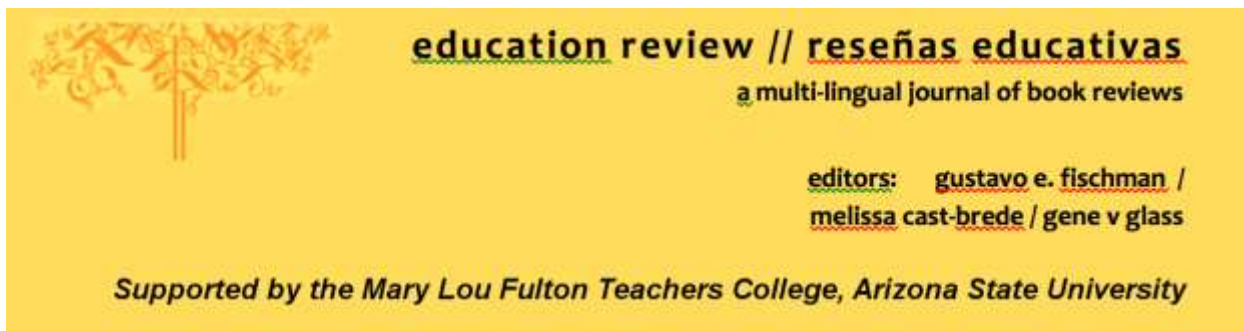 education review // reseñas educativas
a multi-lingual journal of book reviews
editors: gustavo e. fischman /
melissa cast-brede / gene v glass
Supported by the Mary Lou Fulton Teachers College, Arizona State University